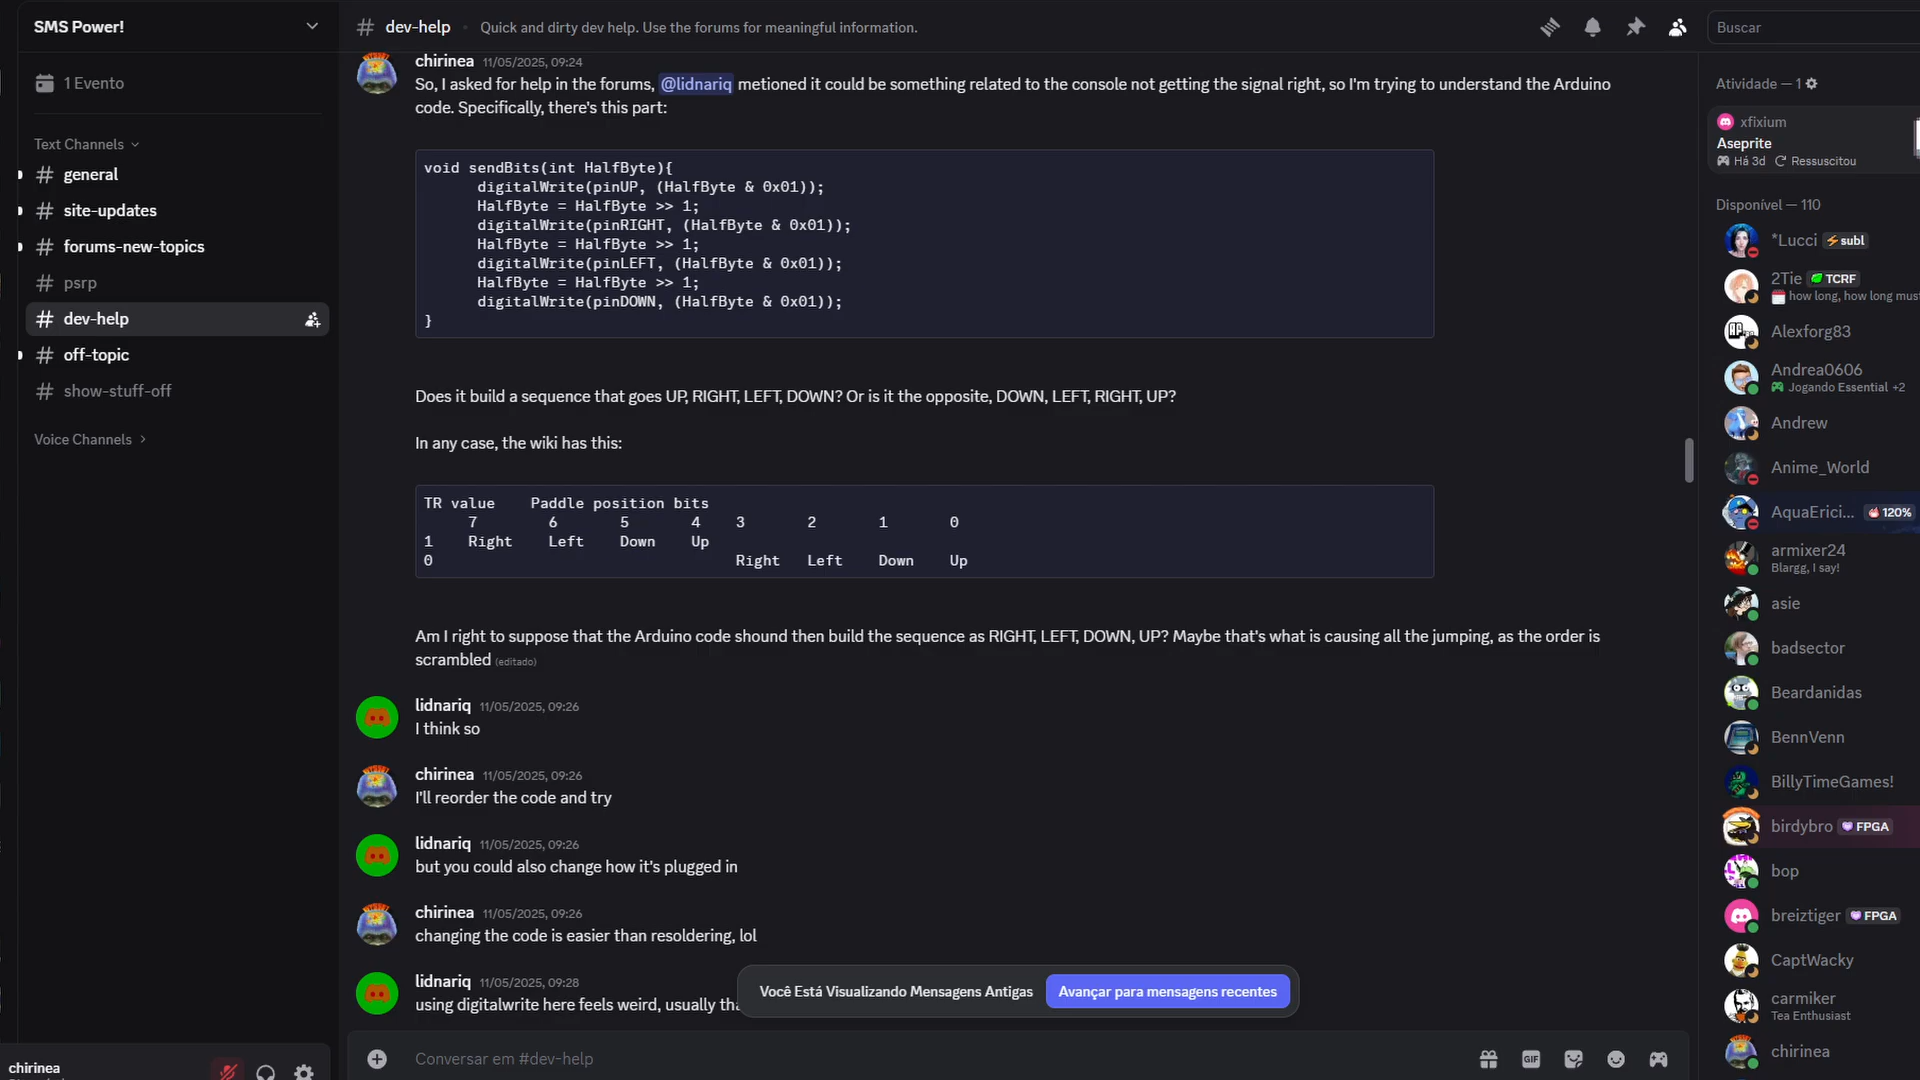 SMS Power!
1 Evento
Text Channels
general
site-updates
forums-new-topics
psrp
dev-help
off-topic
show-stuff-off
Voice Channels
chirinea
# dev-help
Quick and dirty dev help. Use the forums for meaningful information.
Buscar
chirinea 11/05/2025, 09:24
So, I asked for help in the forums, @lidnariq metioned it could be something related to the console not getting the signal right, so I'm trying to understand the Arduino
code. Specifically, there's this part:
void sendBits(int HalfByte){
digitalWrite(pinUP, (HalfByte & 0x01));
HalfByte = HalfByte >> 1;
digitalWrite(pinRIGHT, (HalfByte & 0x01));
HalfByte = HalfByte >> 1;
digitalWrite(pinLEFT, (HalfByte & 0x01));
HalfByte = HalfByte >> 1;
digitalWrite(pinDOWN, (HalfByte & 0x01));
}
Does it build a sequence that goes UP, RIGHT, LEFT, DOWN? Or is it the opposite, DOWN, LEFT, RIGHT, UP?
In any case, the wiki has this:
TR value Paddle position bits
7 6 5 4 3 2 1 0
1 Right Left Down Up
0 Right Left Down Up
Am I right to suppose that the Arduino code shound then build the sequence as RIGHT, LEFT, DOWN, UP? Maybe that's what is causing all the jumping, as the order is
scrambled (editado)
lidnariq 11/05/2025, 09:26
I think so
chirinea 11/05/2025, 09:26
I'll reorder the code and try
lidnariq 11/05/2025, 09:26
but you could also change how it's plugged in
chirinea 11/05/2025, 09:26
changing the code is easier than resoldering, lol
lidnariq 11/05/2025, 09:28
using digitalwrite here feels weird, usually
Você Está Visualizando Mensagens Antigas
Avançar para mensagens recentes
Conversar em #dev-help
GIF
Atividade — 1
xfixium
Aseprite
Há 3d Ressuscitou
Disponível — 110
*Lucci subl
2Tie TCRF
how long, how long must
Alexforg83
Andrea0606
Jogando Essential +2
Andrew
Anime_World
AquaErici... 120%
armixer24
Blargg, I say!
asie
badsector
Beardanidas
BennVenn
BillyTimeGames!
birdybro FPGA
bop
breiztiger FPGA
CaptWacky
carmiker
Tea Enthusiast
chirinea